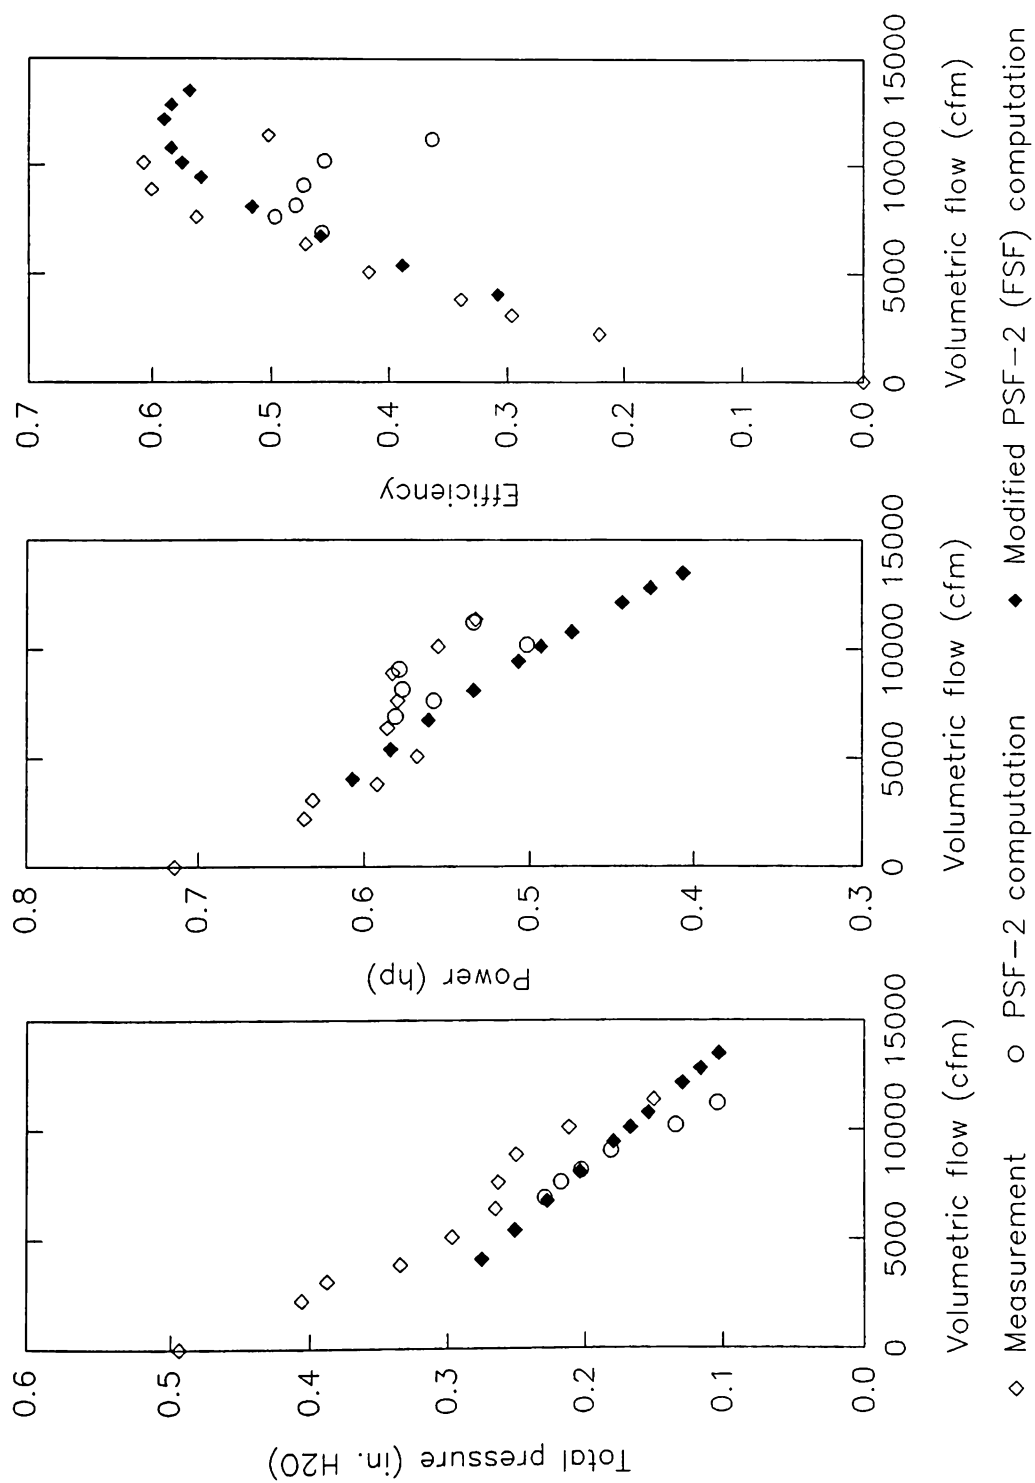 0.6
0.5
0.4
0.3
0.2
0.1
0.0
Total pressure (in. H2O)
0 5000 10000 15000
Volumetric flow (cfm)
0.8
0.7
0.6
0.5
0.4
0.3
Power (hp)
0 5000 10000 15000
Volumetric flow (cfm)
0.7
0.6
0.5
0.4
0.3
0.2
0.1
0.0
Efficiency
0 5000 10000 15000
Volumetric flow (cfm)
Measurement
PSF-2 computation
Modified PSF-2 (FSF) computation